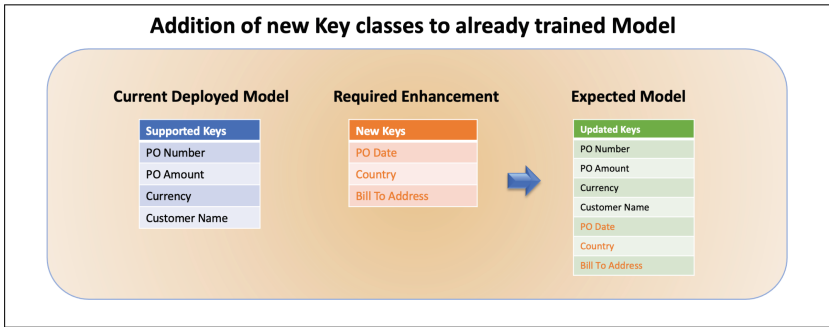 Addition of new Key classes to already trained Model
Current Deployed Model
Supported Keys
PO Number
PO Amount
Currency
Customer Name
Required Enhancement
New Keys
PO Date
Country
Bill To Address
Expected Model
Updated Keys
PO Number
PO Amount
Currency
Customer Name
PO Date
Country
Bill To Address